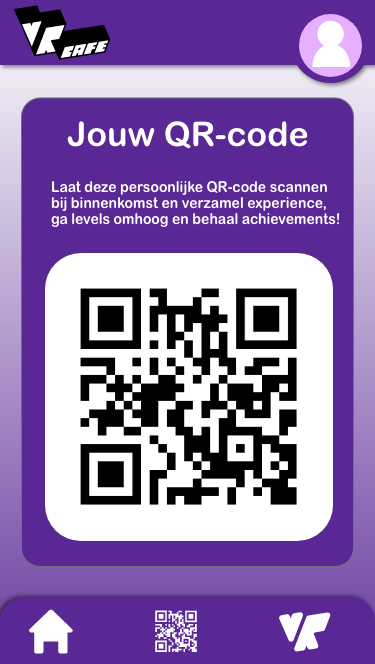 VR CAFE
Jouw QR-code
Laat deze persoonlijke QR-code scannen
bij binnenkomst en verzamel experience,
ga levels omhoog en behaal achievements!
VR